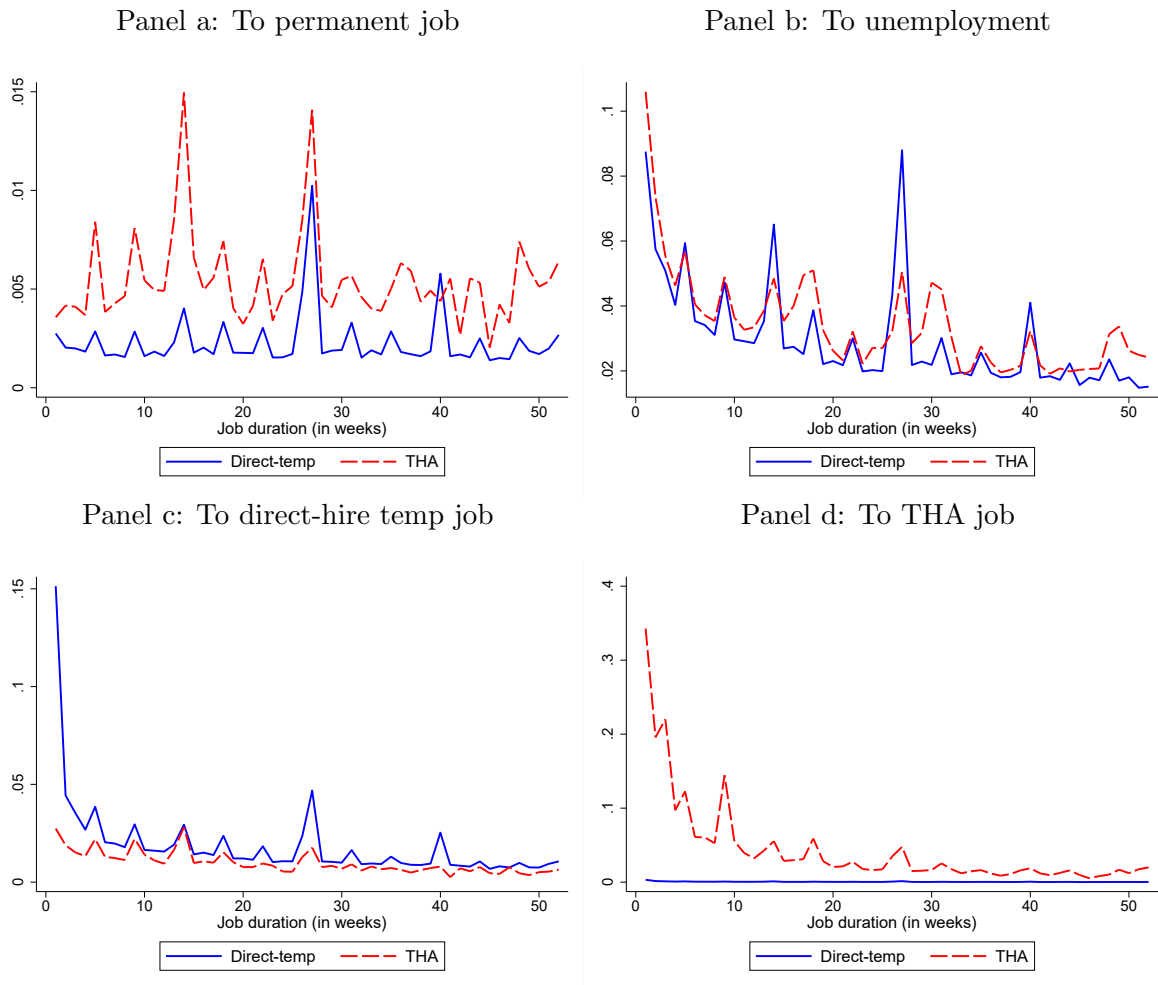 Panel a: To permanent job
.015
.01
.005
0
0 10 20 30 40 50
Job duration (in weeks)
Direct-temp THA
Panel b: To unemployment
.1
.08
.06
.04
.02
0 10 20 30 40 50
Job duration (in weeks)
Direct-temp THA
Panel c: To direct-hire temp job
.15
.1
.05
0
0 10 20 30 40 50
Job duration (in weeks)
Direct-temp THA
Panel d: To THA job
.4
.3
.2
.1
0
0 10 20 30 40 50
Job duration (in weeks)
Direct-temp THA